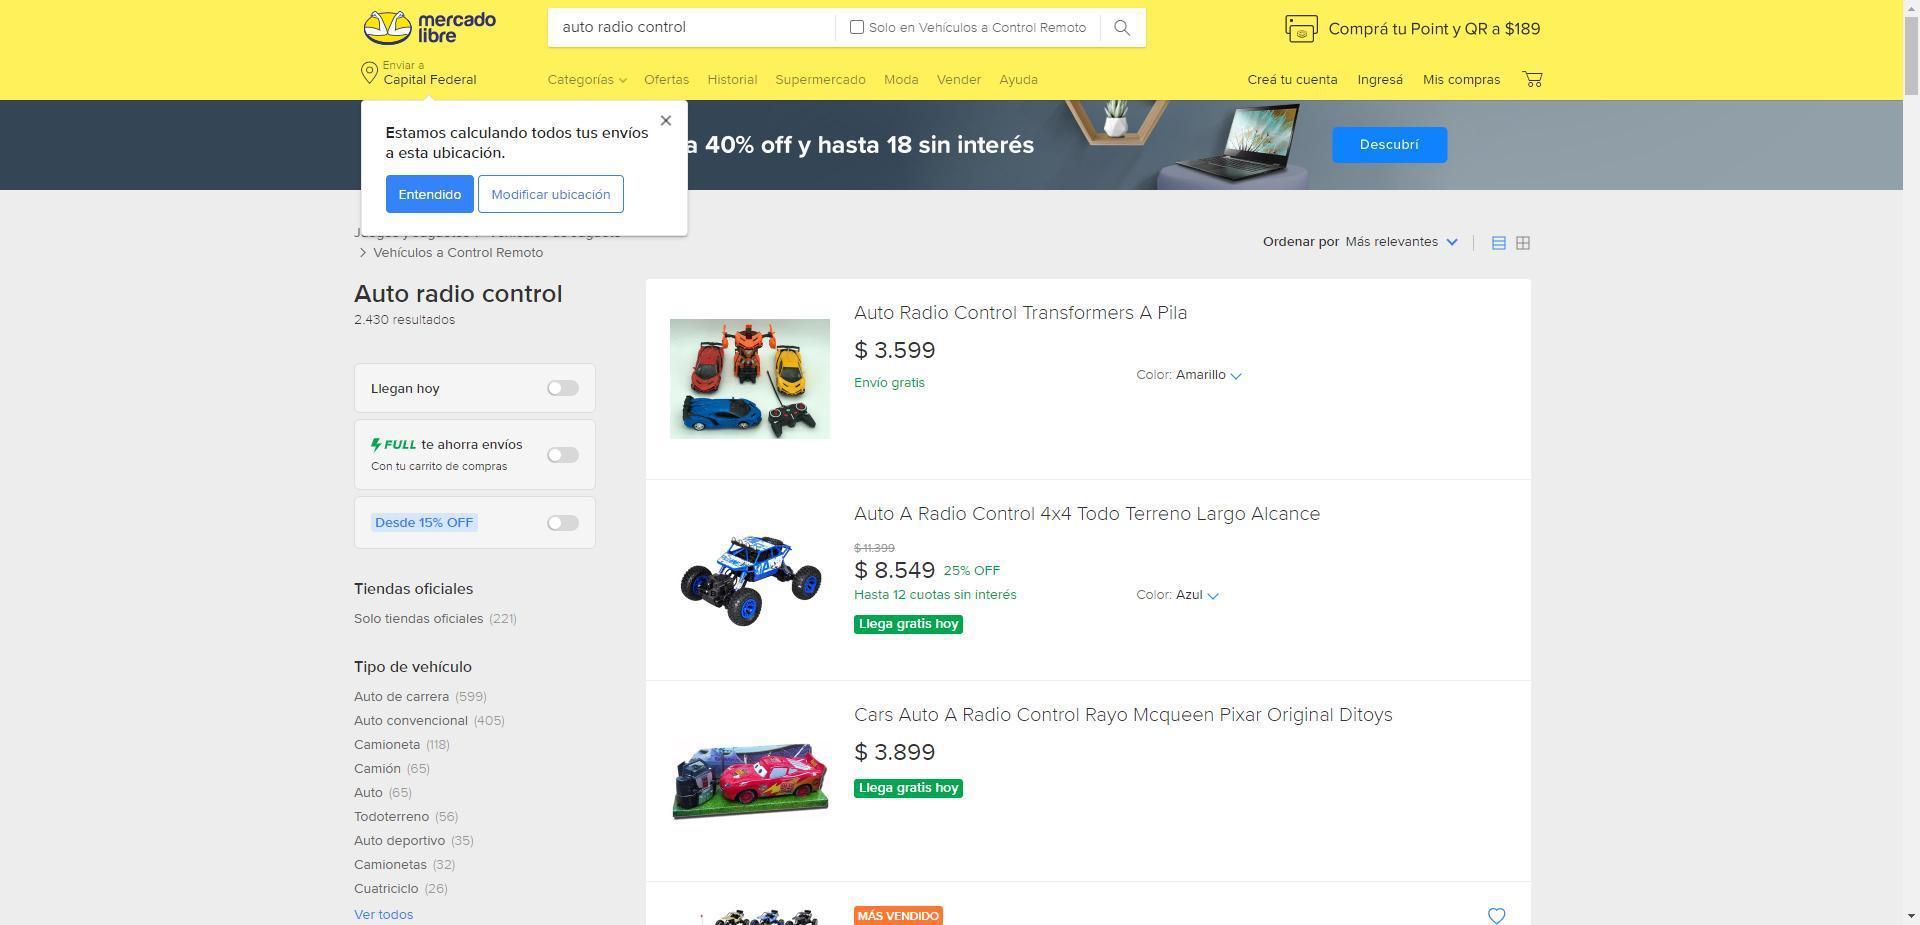 mercado
libre
auto radio control
Solo en Vehículos a Control Remoto
Comprá tu Point y QR a $189
Enviar a
Capital Federal
Categorías
Ofertas
Historial
Supermercado
Moda
Vender
Ayuda
Creá tu cuenta
Ingresá
Mis compras
Estamos calculando todos tus envíos
a esta ubicación.
Entendido
Modificar ubicación
a 40% off y hasta 18 sin interés
Descubrí
Vehículos a Control Remoto
Ordenar por Más relevantes
Auto radio control
2.430 resultados
Llegan hoy
FULL te ahorra envíos
Con tu carrito de compras
Desde 15% OFF
Tiendas oficiales
Solo tiendas oficiales (221)
Tipo de vehículo
Auto de carrera (599)
Auto convencional (405)
Camioneta (118)
Camión (65)
Auto (65)
Todoterreno (56)
Auto deportivo (35)
Camionetas (32)
Cuatriciclo (26)
Ver todos
Auto Radio Control Transformers A Pila
$ 3.599
Envío gratis
Color: Amarillo
Auto A Radio Control 4x4 Todo Terreno Largo Alcance
$ 11.399
$ 8.549 25% OFF
Hasta 12 cuotas sin interés
Color: Azul
Llega gratis hoy
Cars Auto A Radio Control Rayo Mcqueen Pixar Original Ditoys
$ 3.899
Llega gratis hoy
MÁS VENDIDO